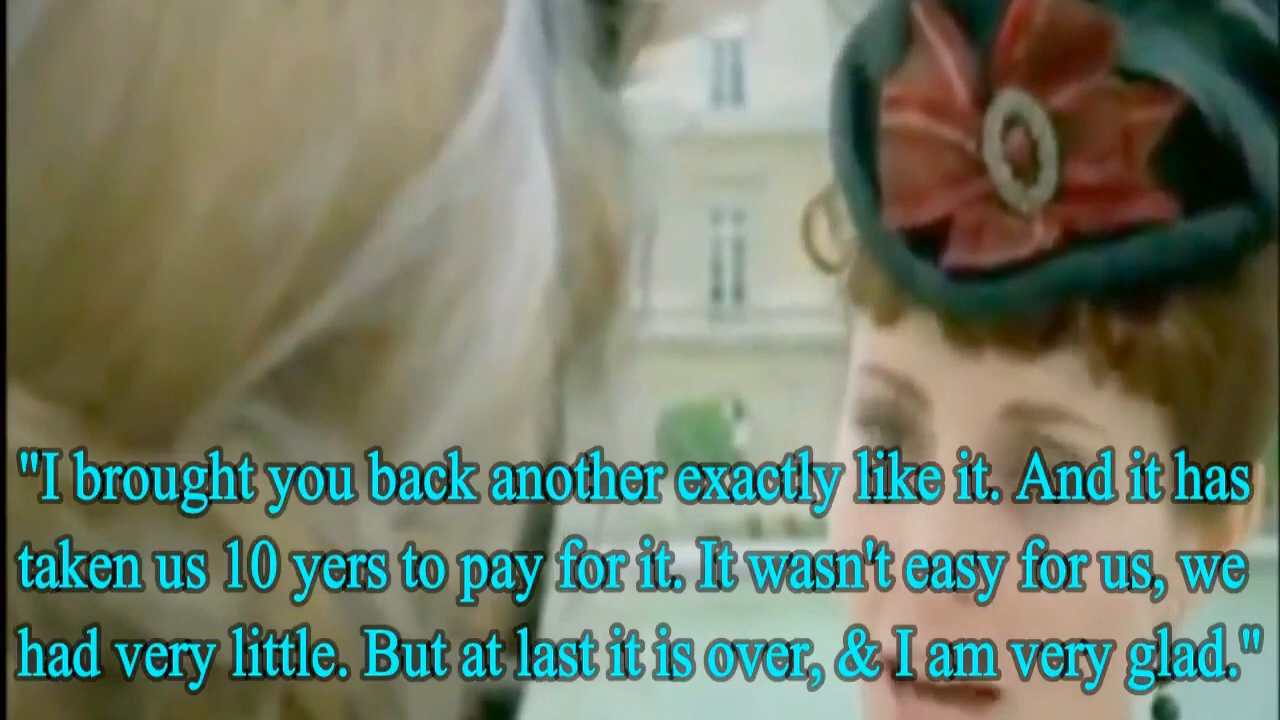 "I brought you back another exactly like it. And it has
taken us 10 yers to pay for it. It wasn't easy for us, we
had very little. But at last it is over, & I am very glad."